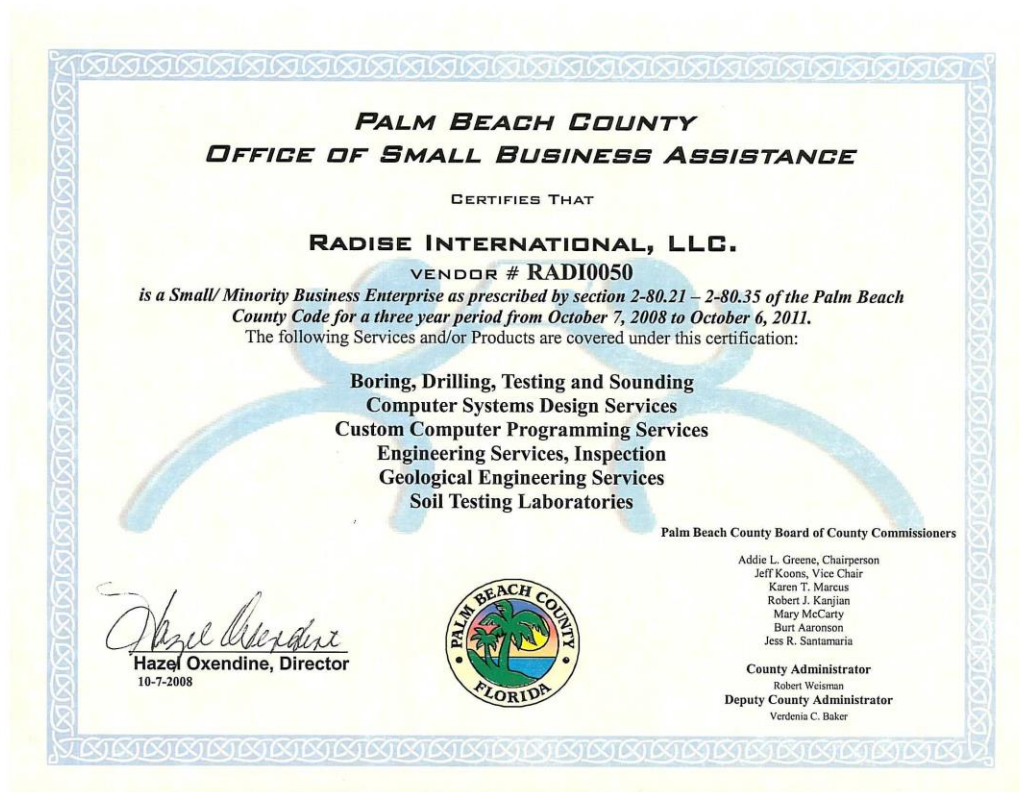 PALM BEACH COUNTY
OFFICE OF SMALL BUSINESS ASSISTANCE
CERTIFIES THAT
RADISE INTERNATIONAL, LLC.
VENDOR # RADI0050
is a Small/ Minority Business Enterprise as prescribed by section 2-80.21 – 2-80.35 of the Palm Beach
County Code for a three year period from October 7, 2008 to October 6, 2011.
The following Services and/or Products are covered under this certification:
Boring, Drilling, Testing and Sounding
Computer Systems Design Services
Custom Computer Programming Services
Engineering Services, Inspection
Geological Engineering Services
Soil Testing Laboratories
Palm Beach County Board of County Commissioners
Addie L. Greene, Chairperson
Jeff Koons, Vice Chair
Karen T. Marcus
Robert J. Kanjian
Mary McCarty
Burt Aaronson
Jess R. Santamaria
County Administrator
Robert Weisman
Deputy County Administrator
Verdenia C. Baker
Hazel Oxendine
Hazel Oxendine, Director
10-7-2008
PALM BEACH COUNTY
FLORIDA